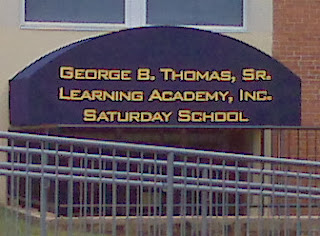 George B. Thomas, Sr.
Learning Academy, Inc.
Saturday School